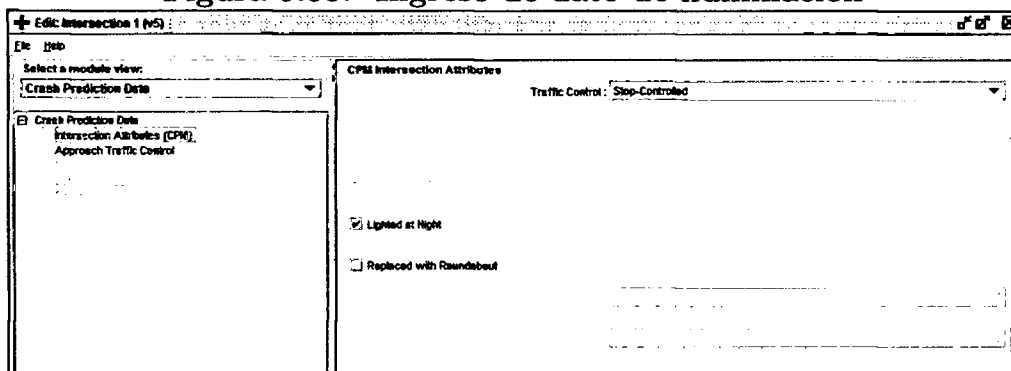 Edit: Intersection 1 (v5)
File Help
Select a module view:
Crash Prediction Data
Crash Prediction Data
Intersection Attributes (CPM)
Approach Traffic Control
CPM Intersection Attributes
Traffic Control : Stop-Controlled
Lighted at Night
Replaced with Roundabout